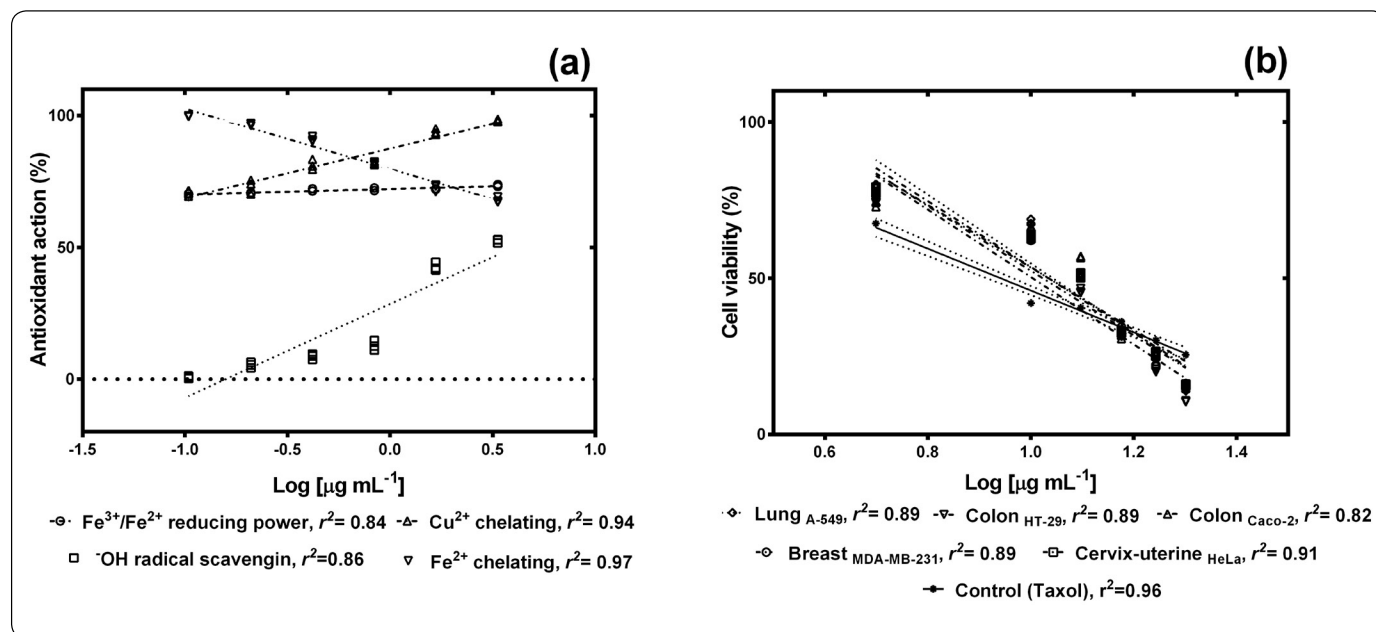 (a)
Antioxidant action (%)
100
50
0
-1.5 -1.0 -0.5 0.0 0.5 1.0
Log [µg mL⁻¹]
Fe³⁺/Fe²⁺ reducing power, r²= 0.84 Cu²⁺ chelating, r²= 0.94
⁻OH radical scavengin, r²=0.86 Fe²⁺ chelating, r²= 0.97
(b)
Cell viability (%)
100
50
0
0.6 0.8 1.0 1.2 1.4
Log [µg mL⁻¹]
Lung A-549, r²= 0.89 Colon HT-29, r²= 0.89 Colon Caco-2, r²= 0.82
Breast MDA-MB-231, r²= 0.89 Cervix-uterine HeLa, r²= 0.91
Control (Taxol), r²=0.96